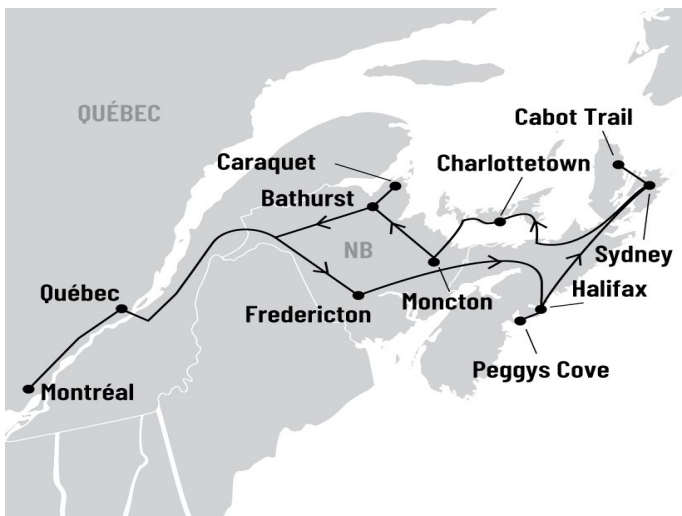 Cabot Trail
QUÉBEC
Caraquet
Charlottetown
Bathurst
NB
Sydney
Québec
Halifax
Fredericton
Moncton
Peggys Cove
Montréal